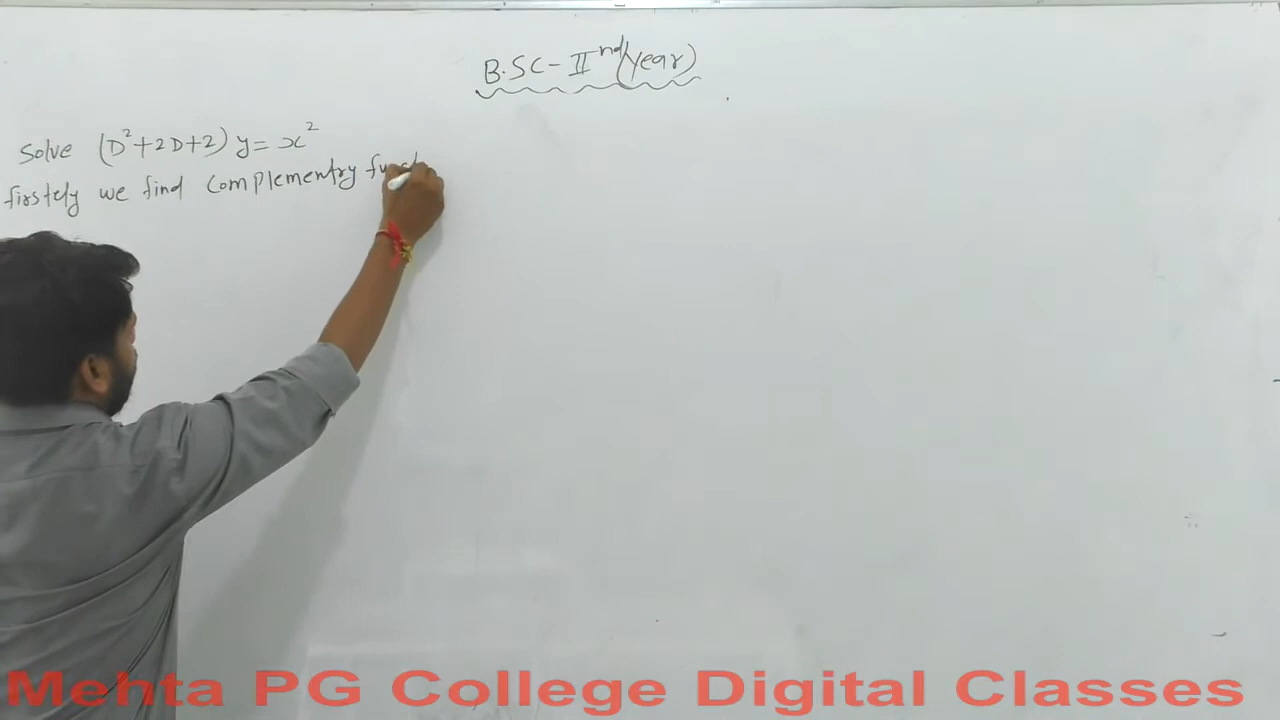 B.SC- II nd (Year)
Solve (D²+2D+2) y = x²
firstely we find Complementry
Mehta PG College Digital Classes